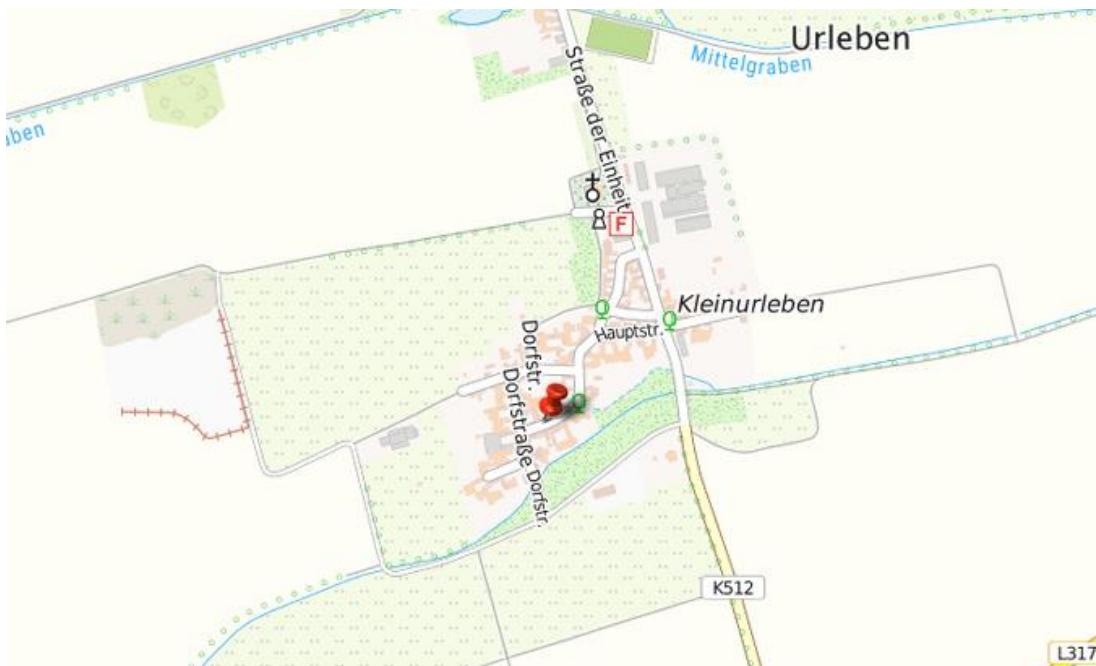 Urleben
Mittelgraben
Straße der Einheit
aben
F
Kleinurleben
Hauptstr.
Dorfstr.
Dorfstraße
Dorfstr.
K512
L317